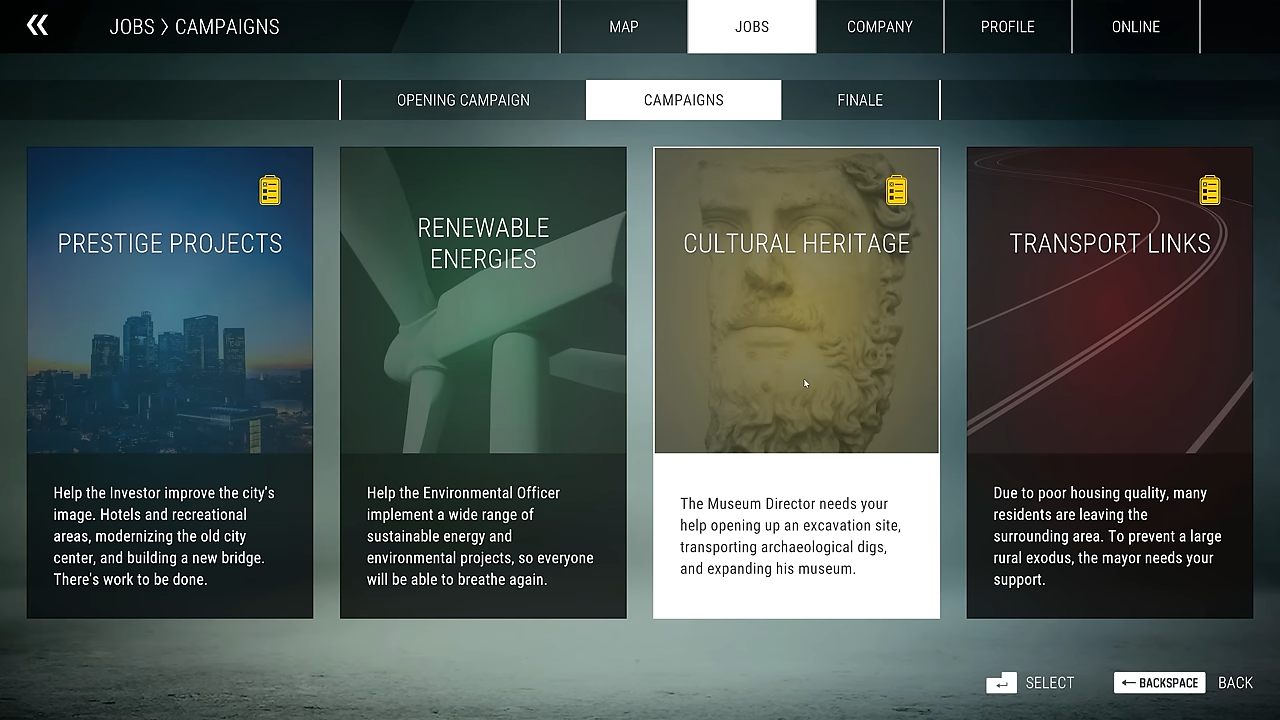 JOBS > CAMPAIGNS
MAP
JOBS
COMPANY
PROFILE
ONLINE
OPENING CAMPAIGN
CAMPAIGNS
FINALE
PRESTIGE PROJECTS
Help the Investor improve the city's
image. Hotels and recreational
areas, modernizing the old city
center, and building a new bridge.
There's work to be done.
RENEWABLE
ENERGIES
Help the Environmental Officer
implement a wide range of
sustainable energy and
environmental projects, so everyone
will be able to breathe again.
CULTURAL HERITAGE
The Museum Director needs your
help opening up an excavation site,
transporting archaeological digs,
and expanding his museum.
TRANSPORT LINKS
Due to poor housing quality, many
residents are leaving the
surrounding area. To prevent a large
rural exodus, the mayor needs your
support.
SELECT
← BACKSPACE
BACK